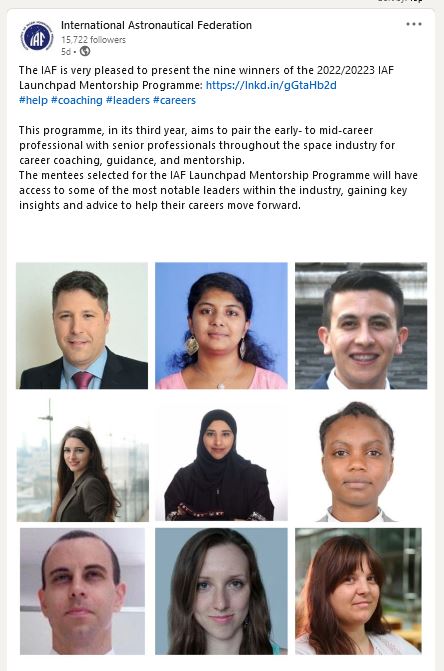 International Astronautical Federation
15,722 followers
5d •
The IAF is very pleased to present the nine winners of the 2022/20223 IAF
Launchpad Mentorship Programme: https://lnkd.in/gGtaHb2d
#help #coaching #leaders #careers
This programme, in its third year, aims to pair the early- to mid-career
professional with senior professionals throughout the space industry for
career coaching, guidance, and mentorship.
The mentees selected for the IAF Launchpad Mentorship Programme will have
access to some of the most notable leaders within the industry, gaining key
insights and advice to help their careers move forward.
IAF